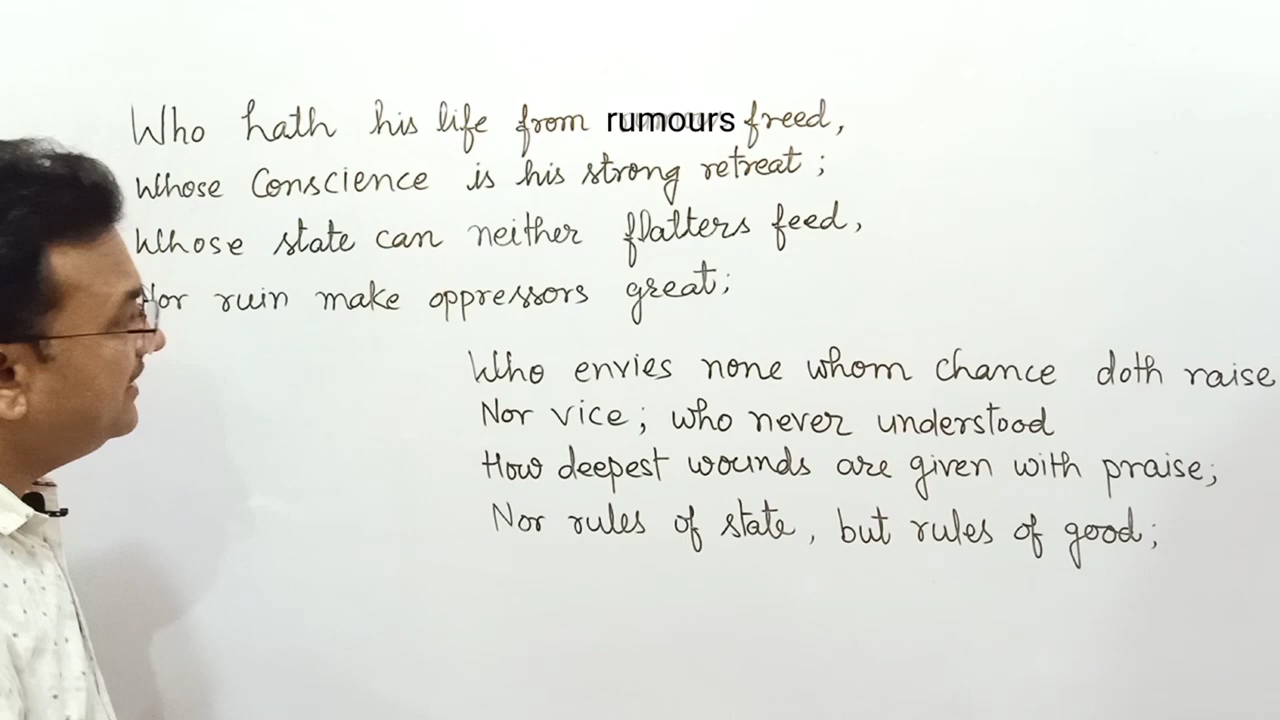 Who hath his life from rumours freed,
Whose Conscience is his strong retreat;
Whose state can neither flatters feed,
Nor ruin make oppressors great;
Who envies none whom chance doth raise
Nor vice; who never understood
How deepest wounds are given with praise;
Nor rules of state, but rules of good;